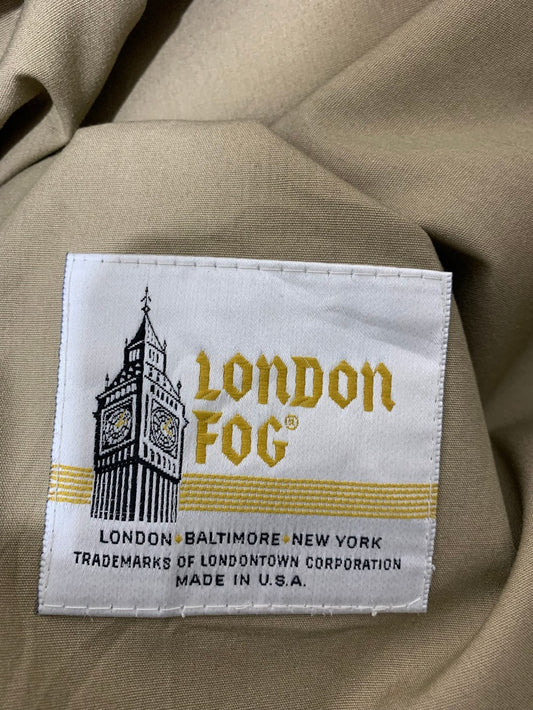 LONDON
FOG®
LONDON♦BALTIMORE♦NEW YORK
TRADEMARKS OF LONDONTOWN CORPORATION
MADE IN U.S.A.